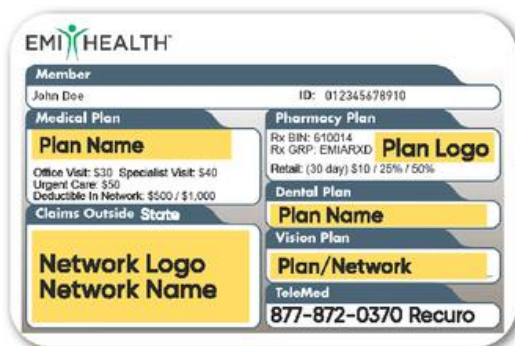 EMI HEALTH
Member
John Doe ID: 012345678910
Medical Plan
Plan Name
Office Visit: $30 Specialist Visit: $40
Urgent Care: $50
Deductible In Network: $500 / $1,000
Claims Outside State
Network Logo
Network Name
Pharmacy Plan
Rx BIN: 610014
Rx GRP: EMIARXD
Plan Logo
Retail: (30 day) $10 / 25% / 50%
Dental Plan
Plan Name
Vision Plan
Plan/Network
TeleMed
877-872-0370 Recuro